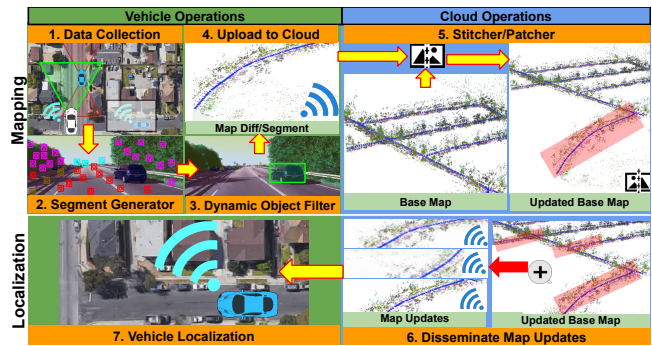 Vehicle Operations
Cloud Operations
1. Data Collection
4. Upload to Cloud
5. Stitcher/Patcher
Mapping
Map Diff/Segment
2. Segment Generator
3. Dynamic Object Filter
Base Map
Updated Base Map
Localization
Map Updates
Updated Base Map
7. Vehicle Localization
6. Disseminate Map Updates